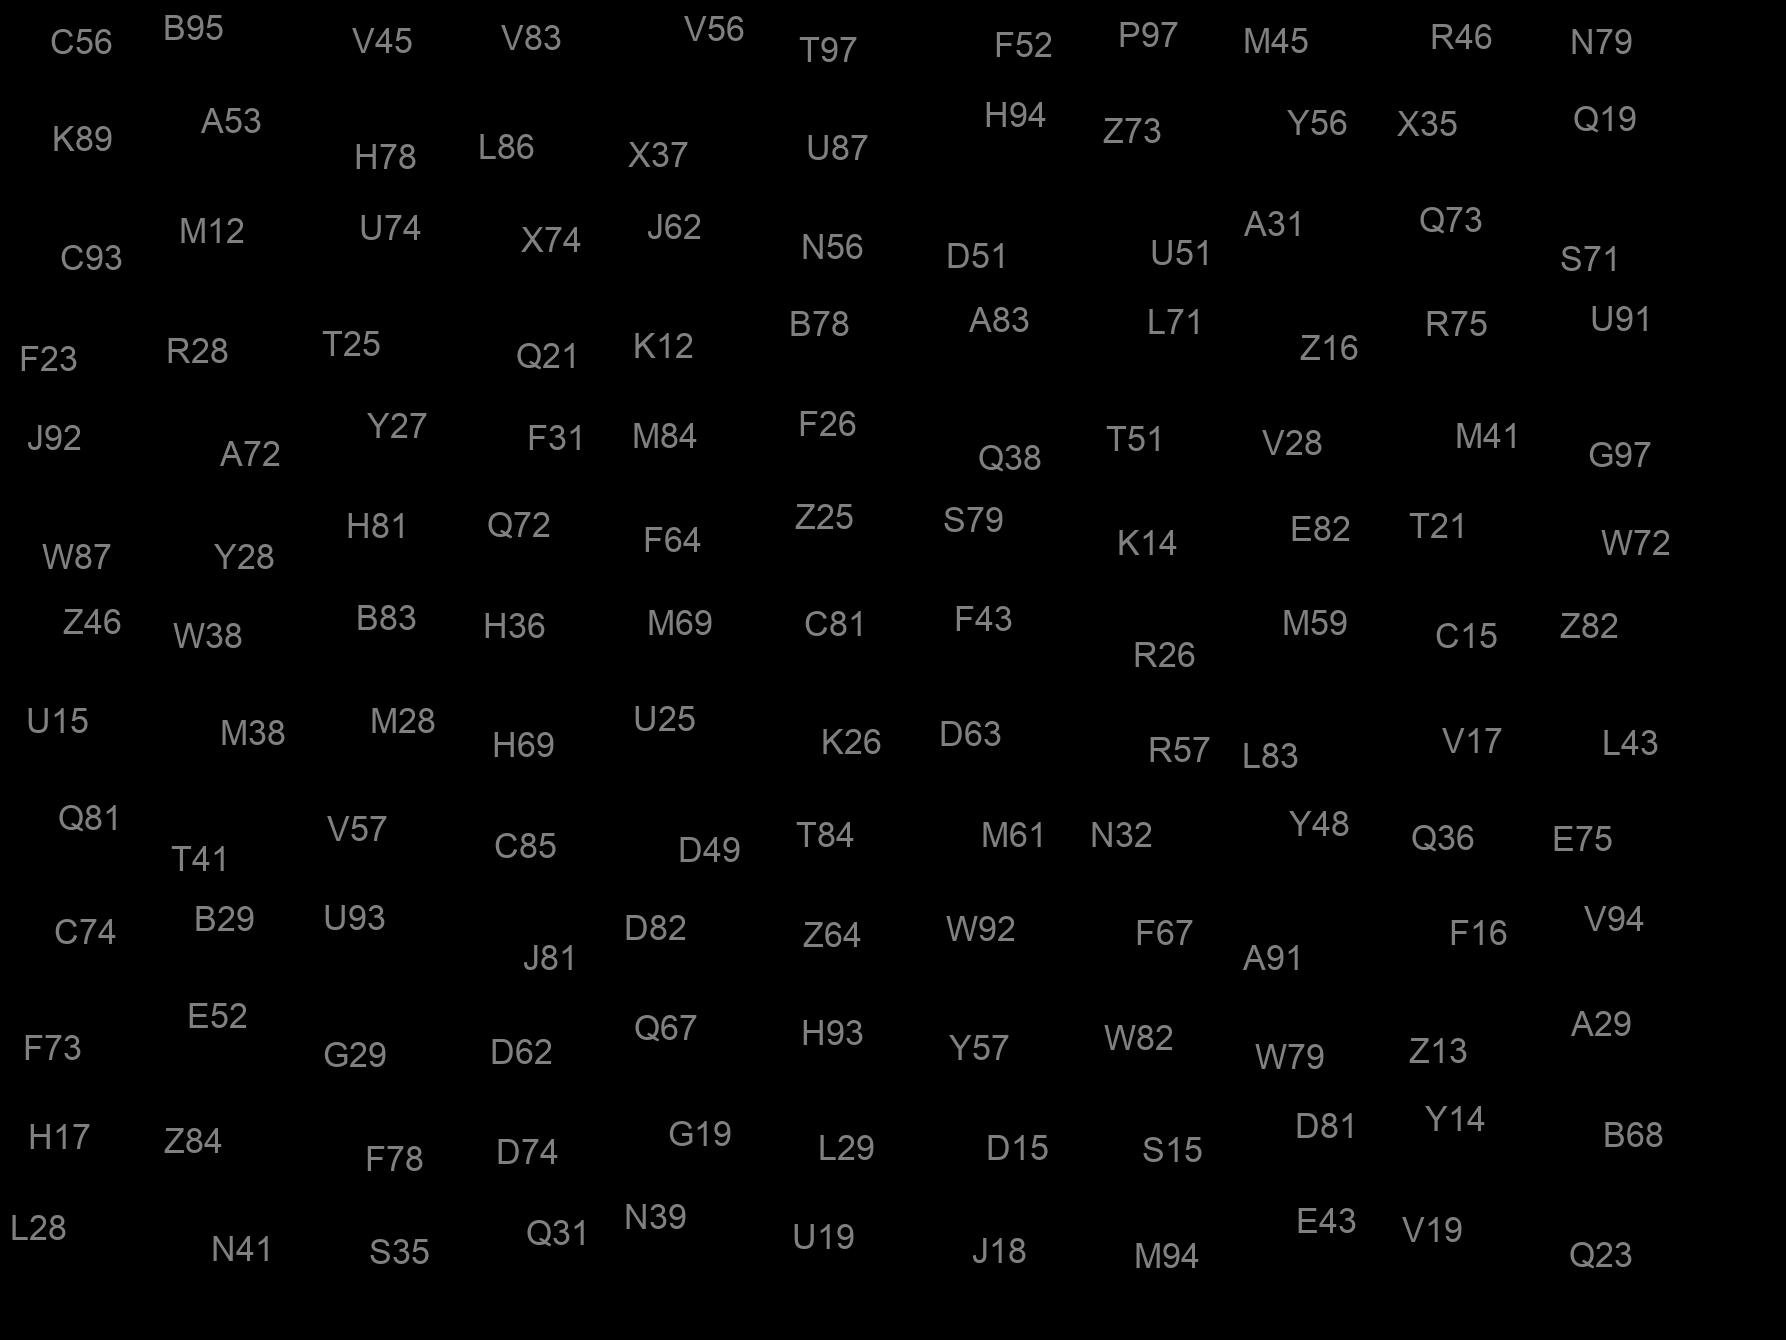 C56 B95 V45 V83 V56 T97 F52 P97 M45 R46 N79
K89 A53 H78 L86 X37 U87 H94 Z73 Y56 X35 Q19
C93 M12 U74 X74 J62 N56 D51 U51 A31 Q73 S71
F23 R28 T25 Q21 K12 B78 A83 L71 Z16 R75 U91
J92 A72 Y27 F31 M84 F26 Q38 T51 V28 M41 G97
W87 Y28 H81 Q72 F64 Z25 S79 K14 E82 T21 W72
Z46 W38 B83 H36 M69 C81 F43 R26 M59 C15 Z82
U15 M38 M28 H69 U25 K26 D63 R57 L83 V17 L43
Q81 T41 V57 C85 D49 T84 M61 N32 Y48 Q36 E75
C74 B29 U93 J81 D82 Z64 W92 F67 A91 F16 V94
F73 E52 G29 D62 Q67 H93 Y57 W82 W79 Z13 A29
H17 Z84 F78 D74 G19 L29 D15 S15 D81 Y14 B68
L28 N41 S35 Q31 N39 U19 J18 M94 E43 V19 Q23